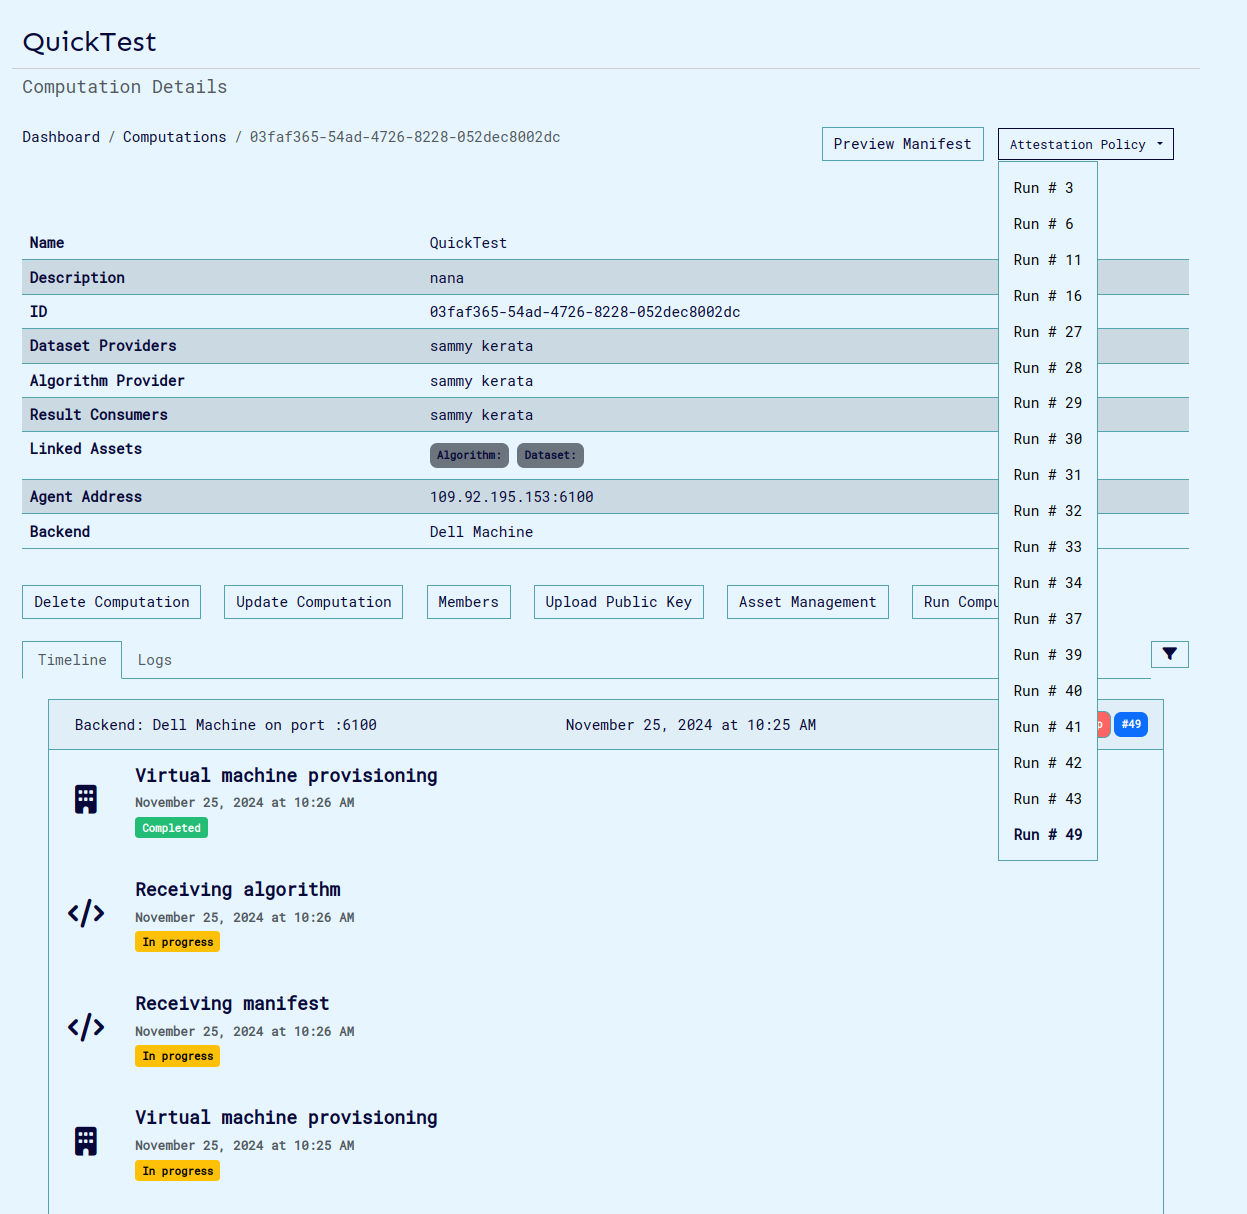 QuickTest
Computation Details
Dashboard / Computations / 03faf365-54ad-4726-8228-052dec8002dc
Preview Manifest
Attestation Policy
Run # 3
Run # 6
Run # 11
Run # 16
Run # 27
Run # 28
Run # 29
Run # 30
Run # 31
Run # 32
Run # 33
Run # 34
Run # 37
Run # 39
Run # 40
Run # 41
Run # 42
Run # 43
Run # 49
Name QuickTest
Description nana
ID 03faf365-54ad-4726-8228-052dec8002dc
Dataset Providers sammy kerata
Algorithm Provider sammy kerata
Result Consumers sammy kerata
Linked Assets Algorithm: Dataset:
Agent Address 109.92.195.153:6100
Backend Dell Machine
Delete Computation Update Computation Members Upload Public Key Asset Management Run Compu
Timeline Logs
Backend: Dell Machine on port :6100 November 25, 2024 at 10:25 AM #49
Virtual machine provisioning
November 25, 2024 at 10:26 AM
Completed
Receiving algorithm
November 25, 2024 at 10:26 AM
In progress
Receiving manifest
November 25, 2024 at 10:26 AM
In progress
Virtual machine provisioning
November 25, 2024 at 10:25 AM
In progress